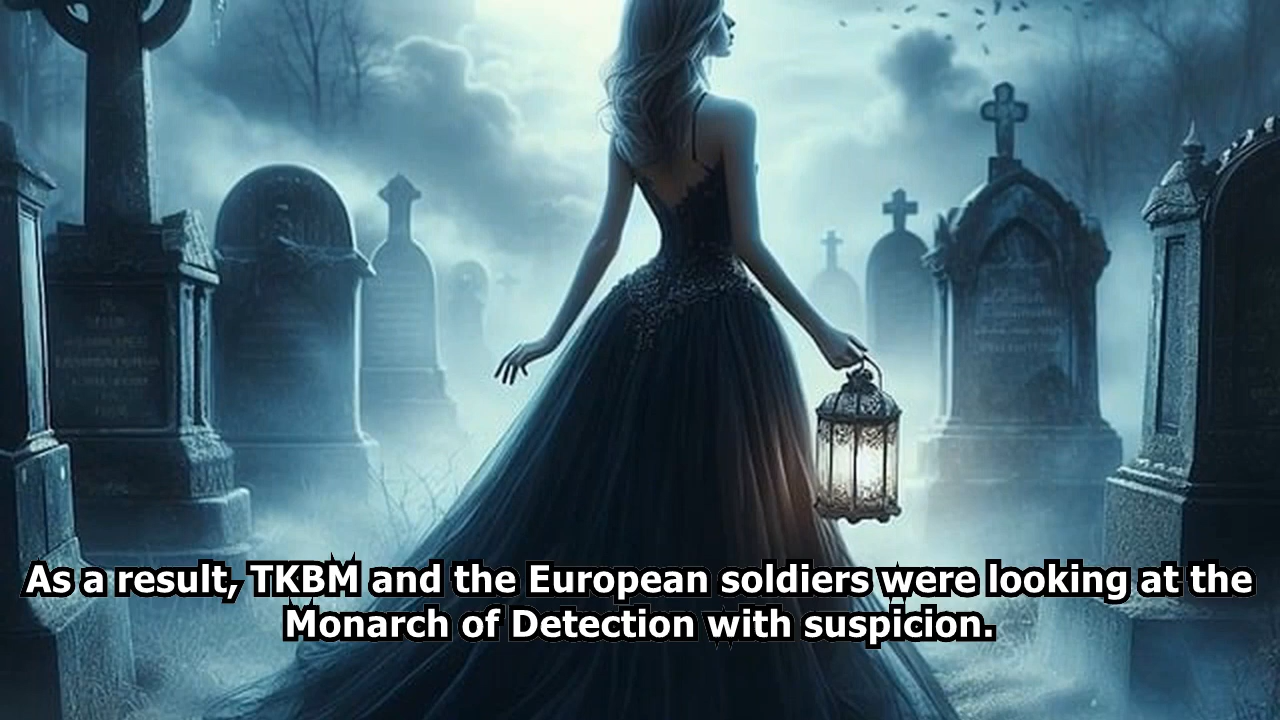 As a result, TKBM and the European soldiers were looking at the
Monarch of Detection with suspicion.